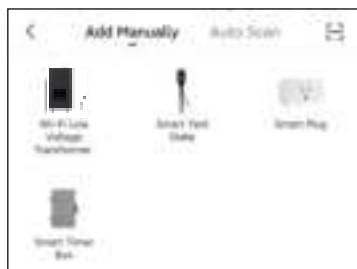 Add Manually Auto Scan
Wi-Fi Low
Voltage
Transformer
Smart Yard
Stake
Smart Plug
Smart Timer
Box